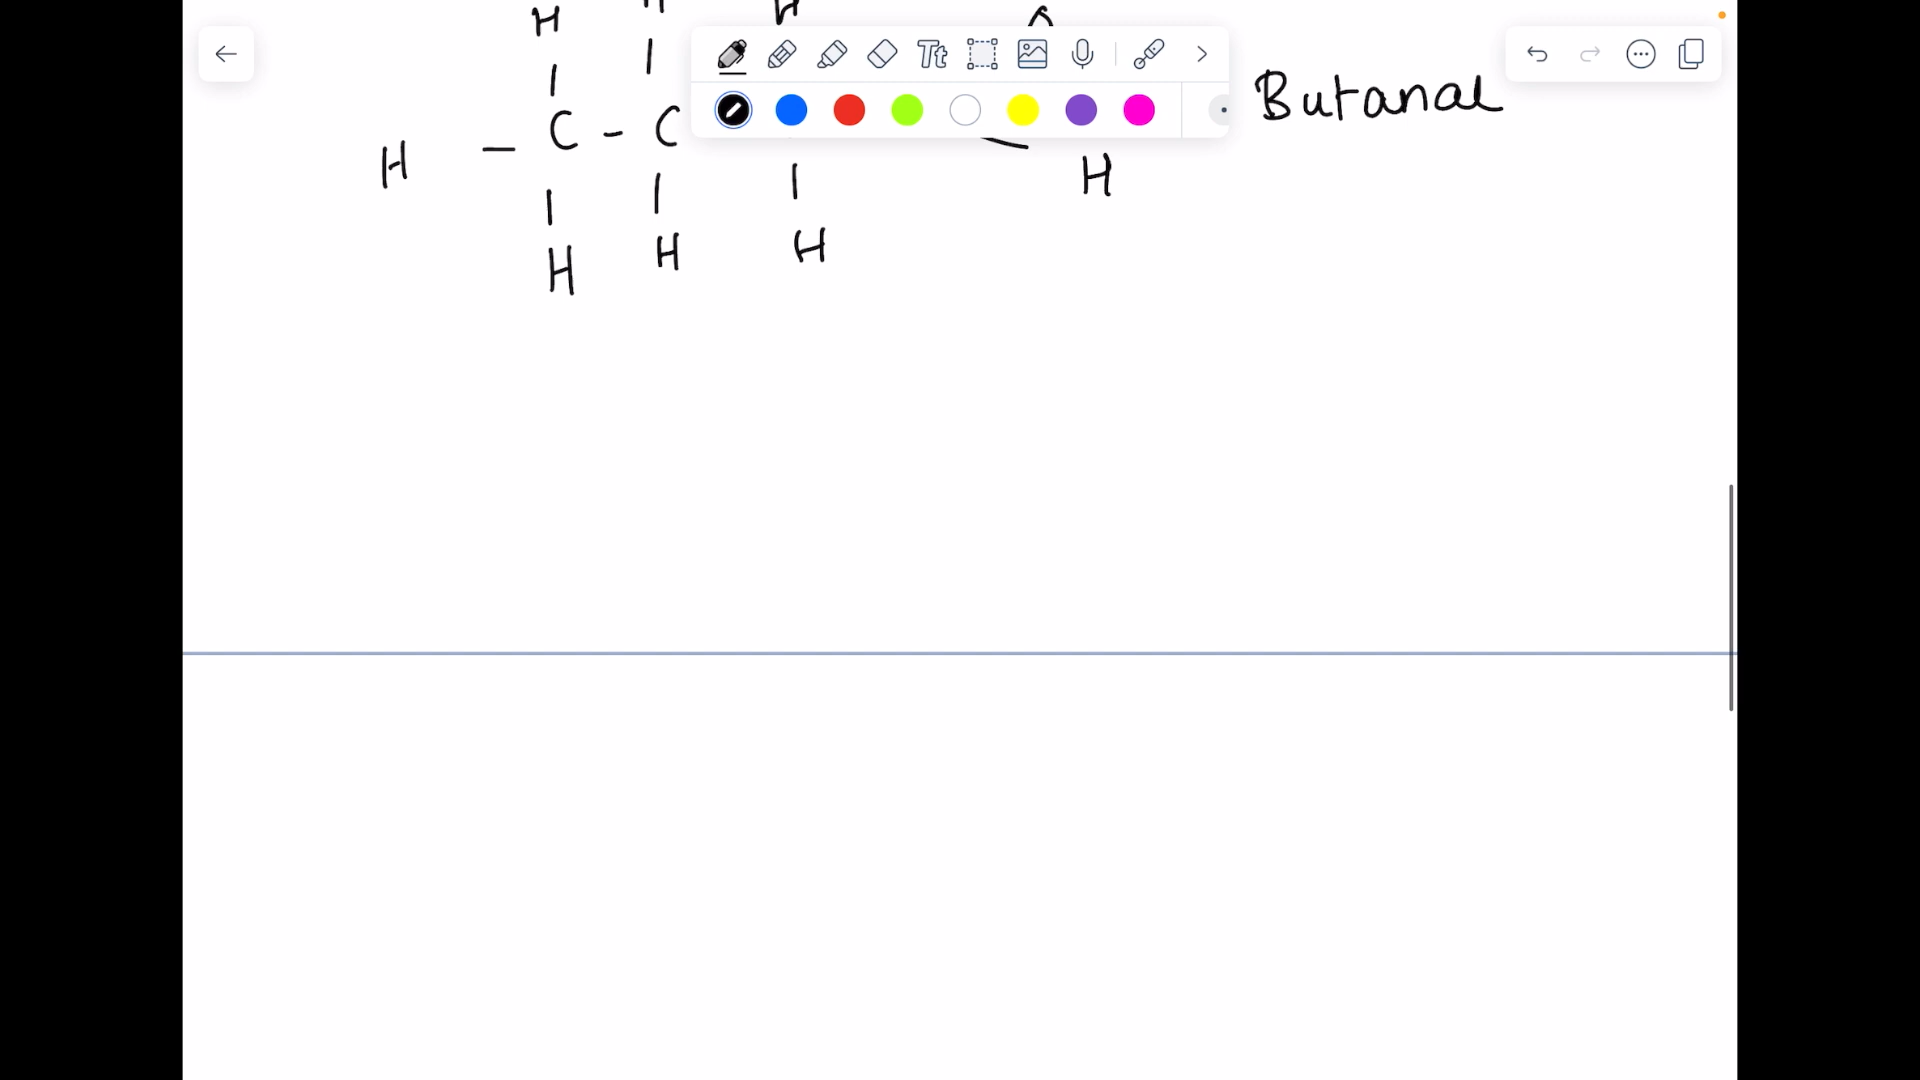 H H H
H - C - C Butanal
H
H H H